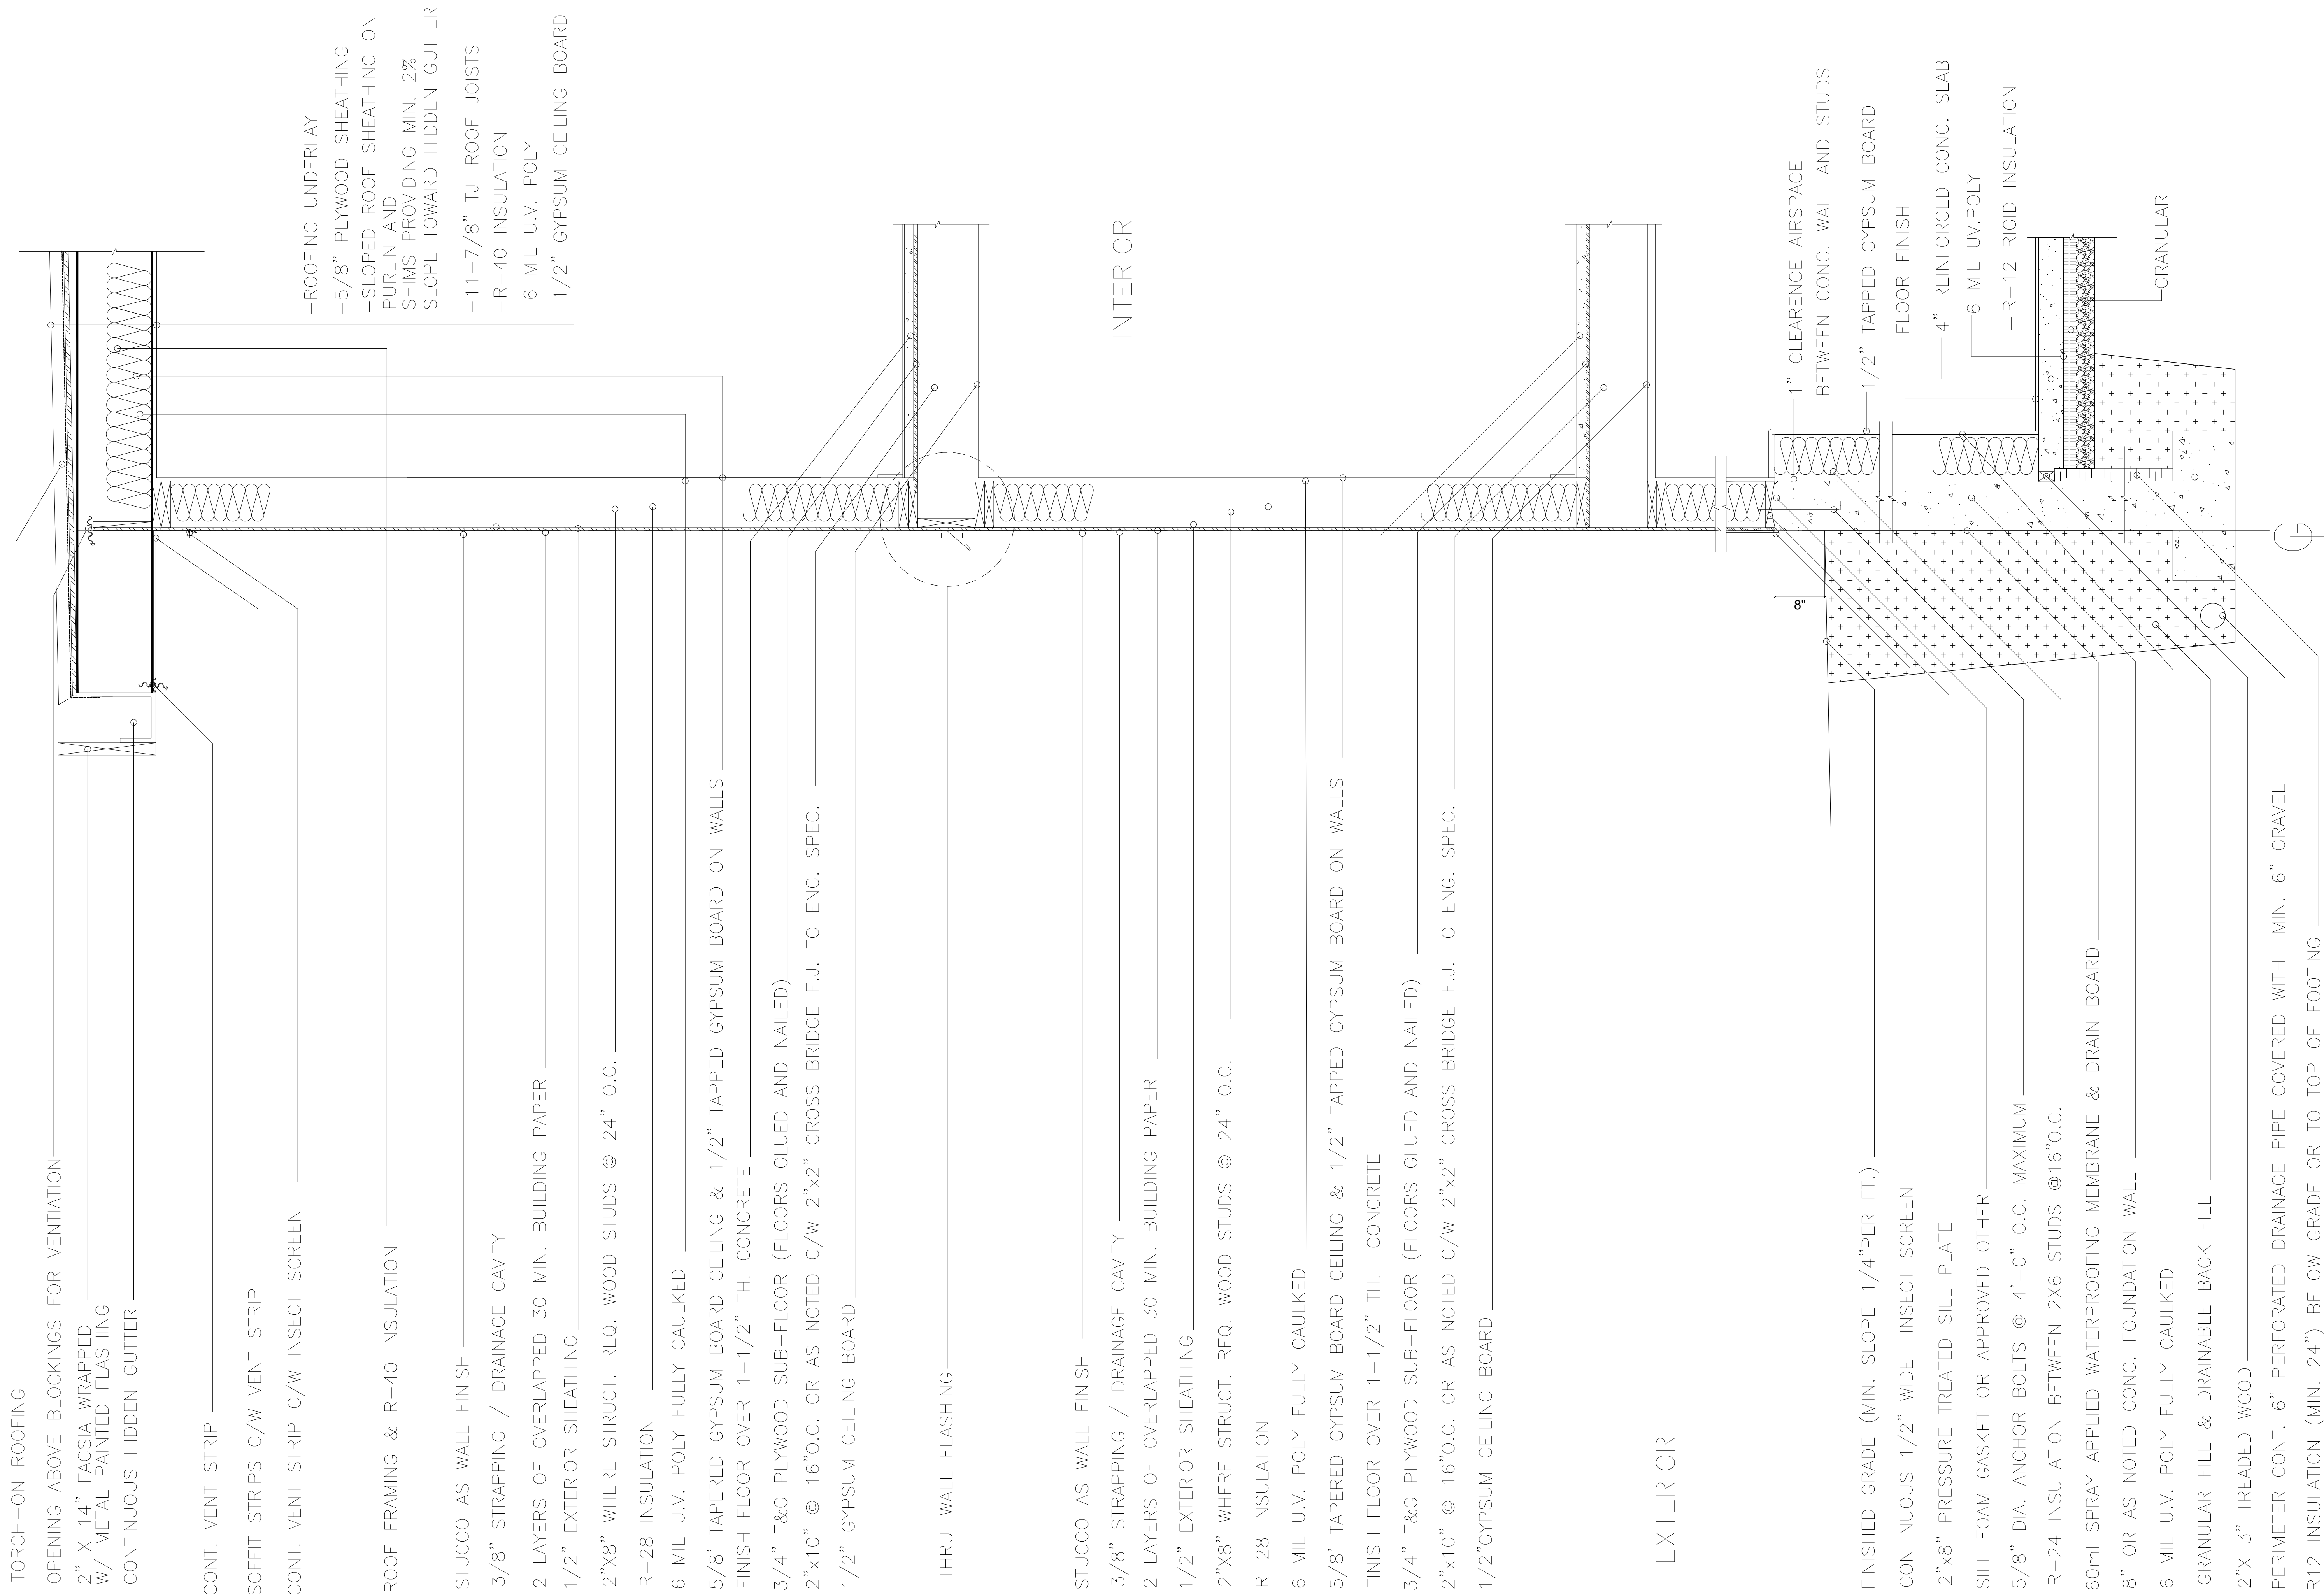 TORCH-ON ROOFING
OPENING ABOVE BLOCKINGS FOR VENTIATION
2" X 14" FACSIA WRAPPED
W/ METAL PAINTED FLASHING
CONTINUOUS HIDDEN GUTTER
CONT. VENT STRIP
SOFFIT STRIPS C/W VENT STRIP
CONT. VENT STRIP C/W INSECT SCREEN
ROOF FRAMING & R-40 INSULATION
STUCCO AS WALL FINISH
3/8" STRAPPING / DRAINAGE CAVITY
2 LAYERS OF OVERLAPPED 30 MIN. BUILDING PAPER
1/2" EXTERIOR SHEATHING
2"X8" WHERE STRUCT. REQ. WOOD STUDS @ 24" O.C.
R-28 INSULATION
6 MIL U.V. POLY FULLY CAULKED
5/8' TAPERED GYPSUM BOARD CEILING & 1/2" TAPPED GYPSUM BOARD ON WALLS
FINISH FLOOR OVER 1-1/2" TH. CONCRETE
3/4" T&G PLYWOOD SUB-FLOOR (FLOORS GLUED AND NAILED)
2"x10" @ 16"O.C. OR AS NOTED C/W 2"x2" CROSS BRIDGE F.J. TO ENG. SPEC.
1/2" GYPSUM CEILING BOARD
THRU-WALL FLASHING
STUCCO AS WALL FINISH
3/8" STRAPPING / DRAINAGE CAVITY
2 LAYERS OF OVERLAPPED 30 MIN. BUILDING PAPER
1/2" EXTERIOR SHEATHING
2"X8" WHERE STRUCT. REQ. WOOD STUDS @ 24" O.C.
R-28 INSULATION
6 MIL U.V. POLY FULLY CAULKED
5/8' TAPERED GYPSUM BOARD CEILING & 1/2" TAPPED GYPSUM BOARD ON WALLS
FINISH FLOOR OVER 1-1/2" TH. CONCRETE
3/4" T&G PLYWOOD SUB-FLOOR (FLOORS GLUED AND NAILED)
2"x10" @ 16"O.C. OR AS NOTED C/W 2"x2" CROSS BRIDGE F.J. TO ENG. SPEC.
1/2"GYPSUM CEILING BOARD
EXTERIOR
FINISHED GRADE (MIN. SLOPE 1/4"PER FT.)
CONTINUOUS 1/2" WIDE INSECT SCREEN
2"x8" PRESSURE TREATED SILL PLATE
SILL FOAM GASKET OR APPROVED OTHER
5/8" DIA. ANCHOR BOLTS @ 4'-0" O.C. MAXIMUM
R-24 INSULATION BETWEEN 2X6 STUDS @16"O.C.
60ml SPRAY APPLIED WATERPROOFING MEMBRANE & DRAIN BOARD
8" OR AS NOTED CONC. FOUNDATION WALL
6 MIL U.V. POLY FULLY CAULKED
GRANULAR FILL & DRAINABLE BACK FILL
2"X 3" TREADED WOOD
PERIMETER CONT. 6" PERFORATED DRAINAGE PIPE COVERED WITH MIN. 6" GRAVEL
R12 INSULATION (MIN. 24") BELOW GRADE OR TO TOP OF FOOTING
-ROOFING UNDERLAY
-5/8" PLYWOOD SHEATHING
-SLOPED ROOF SHEATHING ON
PURLIN AND
SHIMS PROVIDING MIN. 2%
SLOPE TOWARD HIDDEN GUTTER
-11-7/8" TJI ROOF JOISTS
-R-40 INSULATION
-6 MIL U.V. POLY
-1/2" GYPSUM CEILING BOARD
INTERIOR
1" CLEARENCE AIRSPACE
BETWEEN CONC. WALL AND STUDS
1/2" TAPPED GYPSUM BOARD
FLOOR FINISH
4" REINFORCED CONC. SLAB
6 MIL UV.POLY
R-12 RIGID INSULATION
GRANULAR
8"
G